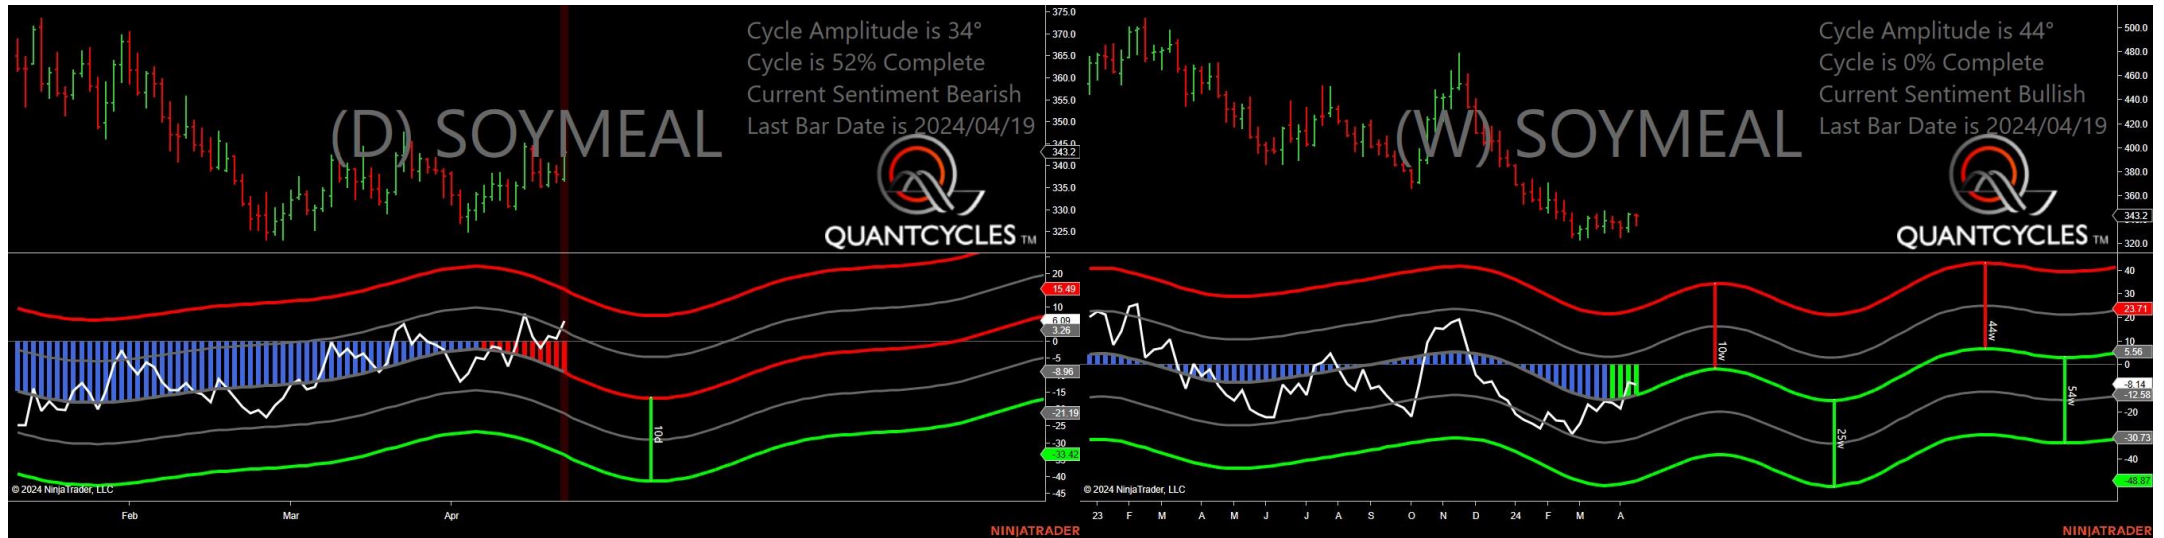 Cycle Amplitude is 34°
Cycle is 52% Complete
Current Sentiment Bearish
Last Bar Date is 2024/04/19
(D) SOYMEAL
QUANTCYCLES TM
375.0
370.0
365.0
360.0
355.0
350.0
343.2
340.0
335.0
330.0
325.0
20
15.49
10
6.09
3.26
0
-5
-8.96
-15
-21.19
-25
-30
-33.42
-40
-45
10d
© 2024 NinjaTrader, LLC
Feb Mar Apr
NINJATRADER
Cycle Amplitude is 44°
Cycle is 0% Complete
Current Sentiment Bullish
Last Bar Date is 2024/04/19
(W) SOYMEAL
QUANTCYCLES TM
500.0
480.0
460.0
440.0
420.0
400.0
380.0
360.0
343.2
320.0
40
30
23.71
20
10
5.56
0
-8.14
-12.58
-20
-30.73
-40
-48.87
10w
25w
44w
54w
© 2024 NinjaTrader, LLC
23 F M A M J J A S O N D 24 F M A
NINJATRADER